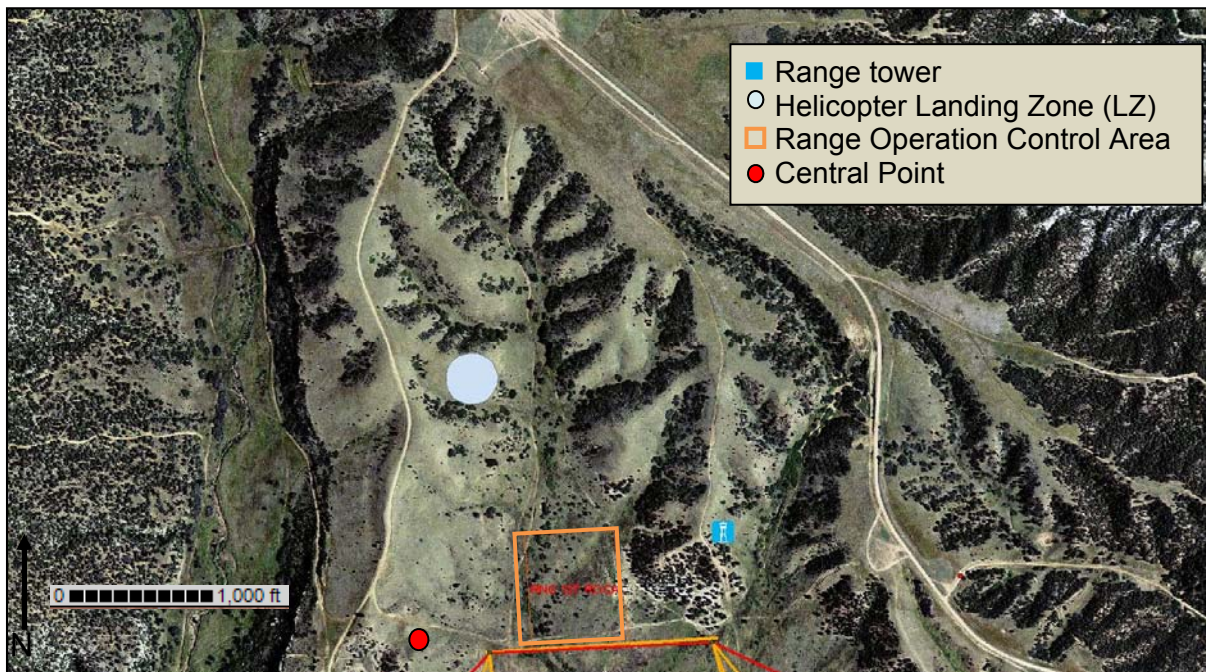 Range tower
Helicopter Landing Zone (LZ)
Range Operation Control Area
Central Point
0 1,000 ft
N